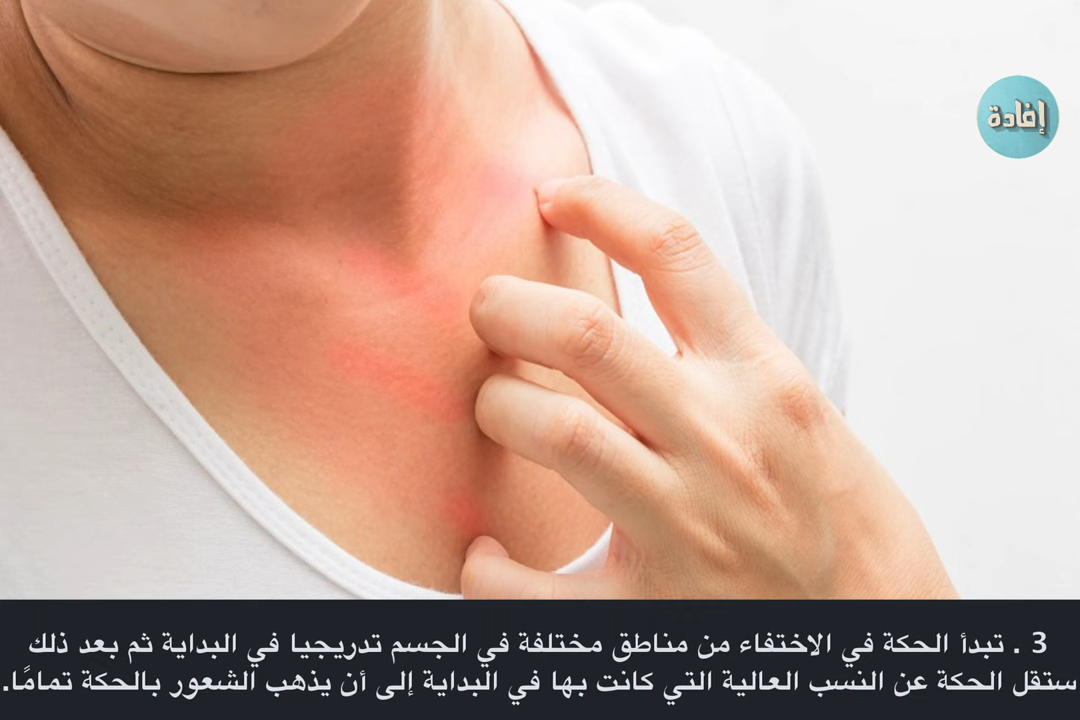 إفادة
3 . تبدأ الحكة في الاختفاء من مناطق مختلفة في الجسم تدريجيا في البداية ثم بعد ذلك
ستقل الحكة عن النسب العالية التي كانت بها في البداية إلى أن يذهب الشعور بالحكة تمامًا.